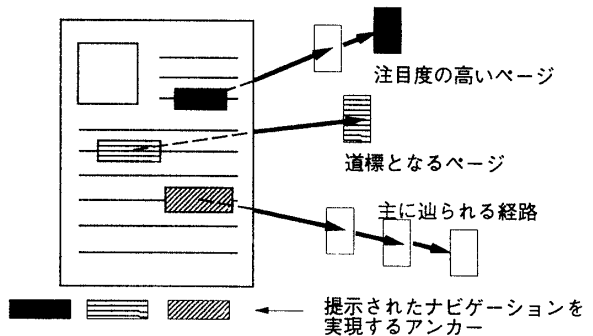 注目度の高いページ
道標となるページ
主に辿られる経路
提示されたナビゲーションを
実現するアンカー